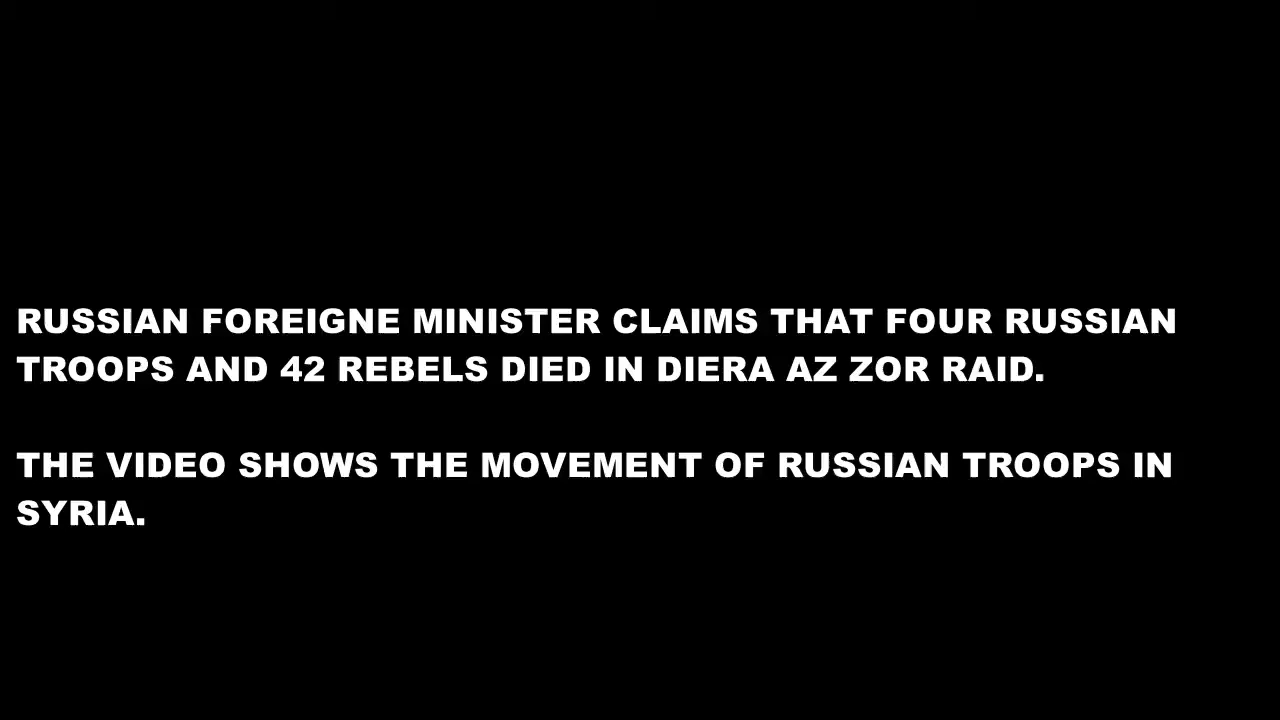 RUSSIAN FOREIGNE MINISTER CLAIMS THAT FOUR RUSSIAN
TROOPS AND 42 REBELS DIED IN DIERA AZ ZOR RAID.
THE VIDEO SHOWS THE MOVEMENT OF RUSSIAN TROOPS IN
SYRIA.